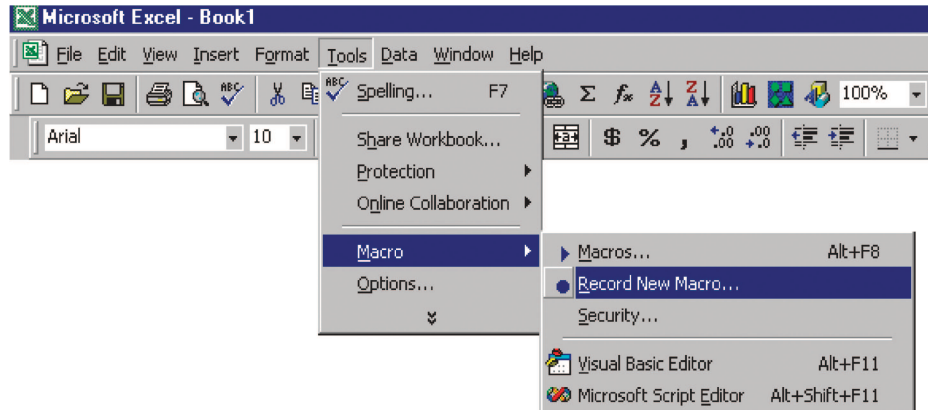 Microsoft Excel - Book1
File Edit View Insert Format Tools Data Window Help
100%
Arial 10 $ % ,
ABC Spelling... F7
Share Workbook...
Protection
Online Collaboration
Macro
Options...
Macros... Alt+F8
Record New Macro...
Security...
Visual Basic Editor Alt+F11
Microsoft Script Editor Alt+Shift+F11